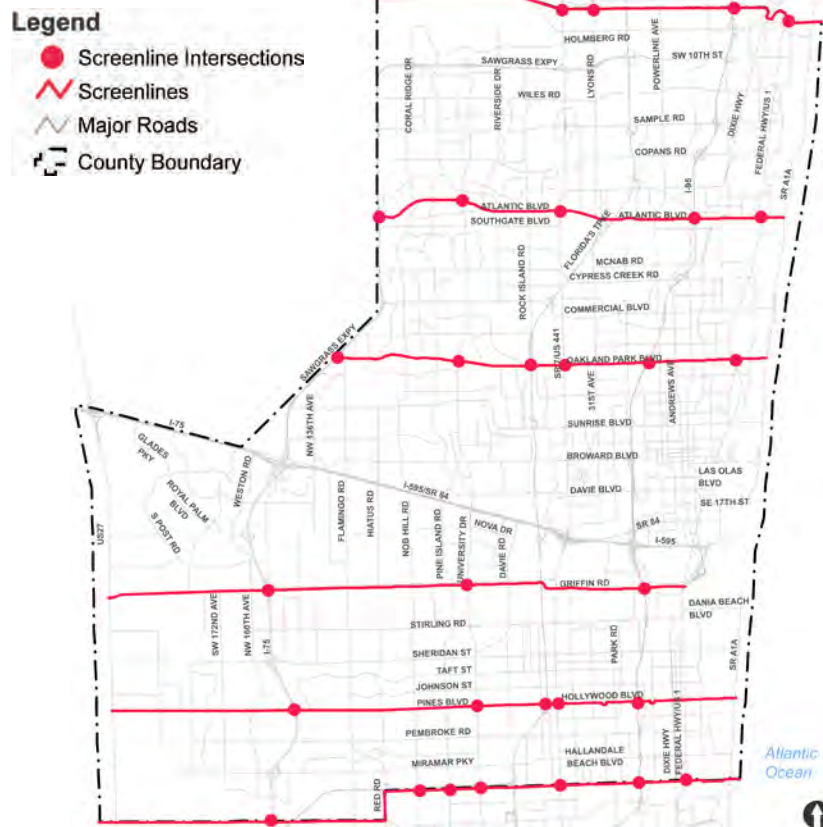 Legend
Screenline Intersections
Screenlines
Major Roads
County Boundary
HOLMBERG RD
POWERLINE AVE
SW 10TH ST
SAWGRASS EXPY
LYONS RD
CORAL RIDGE DR
RIVERSIDE DR
WILES RD
DIXIE HWY
FEDERAL HWY/US 1
SAMPLE RD
COPANS RD
I-95
SR A1A
ATLANTIC BLVD
SOUTHGATE BLVD
ATLANTIC BLVD
FLORIDA'S TPKE
MCNAB RD
CYPRESS CREEK RD
ROCK ISLAND RD
COMMERCIAL BLVD
SAWGRASS EXPY
SR 7/US 441
OAKLAND PARK BLVD
31ST AVE
ANDREWS AVE
NW 136TH AVE
SUNRISE BLVD
I-75
GLADES
PKY
WESTON RD
BROWARD BLVD
LAS OLAS
BLVD
ROYAL PALM
BLVD
I-595/SR 84
DAVIE BLVD
SE 17TH ST
S POST RD
US27
FLAMINGO RD
HIATUS RD
NOB HILL RD
PINE ISLAND RD
UNIVERSITY DR
NOVA DR
DAVIE RD
SR 84
I-595
GRIFFIN RD
SW 172ND AVE
NW 160TH AVE
I-75
DANIA BEACH
BLVD
STIRLING RD
PARK RD
SR A1A
SHERIDAN ST
TAFT ST
JOHNSON ST
PINES BLVD
HOLLYWOOD BLVD
PEMBROKE RD
DIXIE HWY
FEDERAL HWY/US 1
HALLANDALE
BEACH BLVD
MIRAMAR PKY
RED RD
Atlantic
Ocean